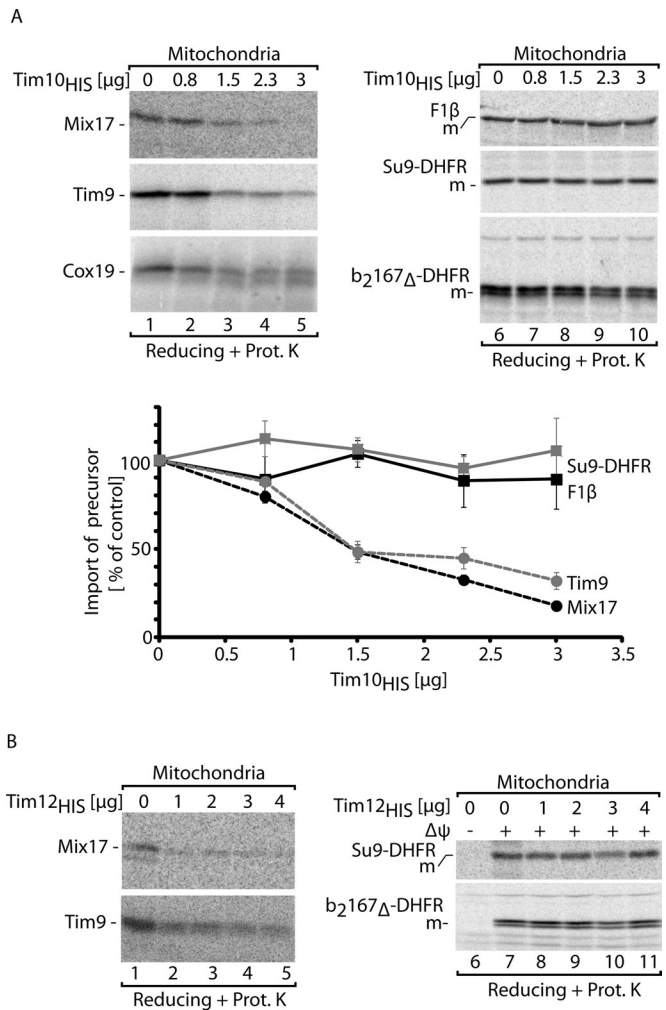 A
Mitochondria
Tim10HIS [µg] 0 0.8 1.5 2.3 3
Mix17 -
Tim9 -
Cox19 -
1 2 3 4 5
Reducing + Prot. K
Mitochondria
Tim10HIS [µg] 0 0.8 1.5 2.3 3
F1β
m
Su9-DHFR
m -
b2167Δ-DHFR
m-
6 7 8 9 10
Reducing + Prot. K
Import of precursor
[ % of control]
100
50
0
Su9-DHFR
F1β
Tim9
Mix17
0 0.5 1 1.5 2 2.5 3 3.5
Tim10HIS [µg]
B
Mitochondria
Tim12HIS [µg] 0 1 2 3 4
Mix17 -
Tim9 -
1 2 3 4 5
Reducing + Prot. K
Mitochondria
Tim12HIS [µg] 0 0 1 2 3 4
Δψ - + + + + +
Su9-DHFR
m
b2167Δ-DHFR
m-
6 7 8 9 10 11
Reducing + Prot. K